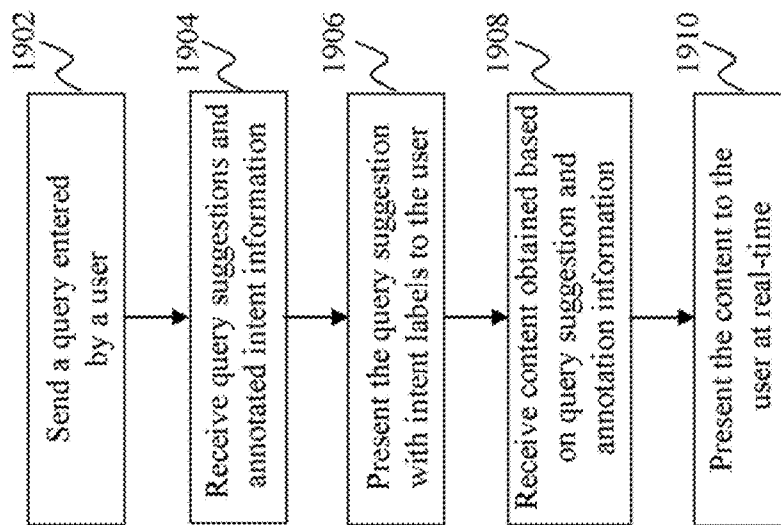 1902
Send a query entered
by a user
1904
Receive query suggestions and
annotated intent information
1906
Present the query suggestion
with intent labels to the user
1908
Receive content obtained based
on query suggestion and
annotation information
1910
Present the content to the
user at real-time